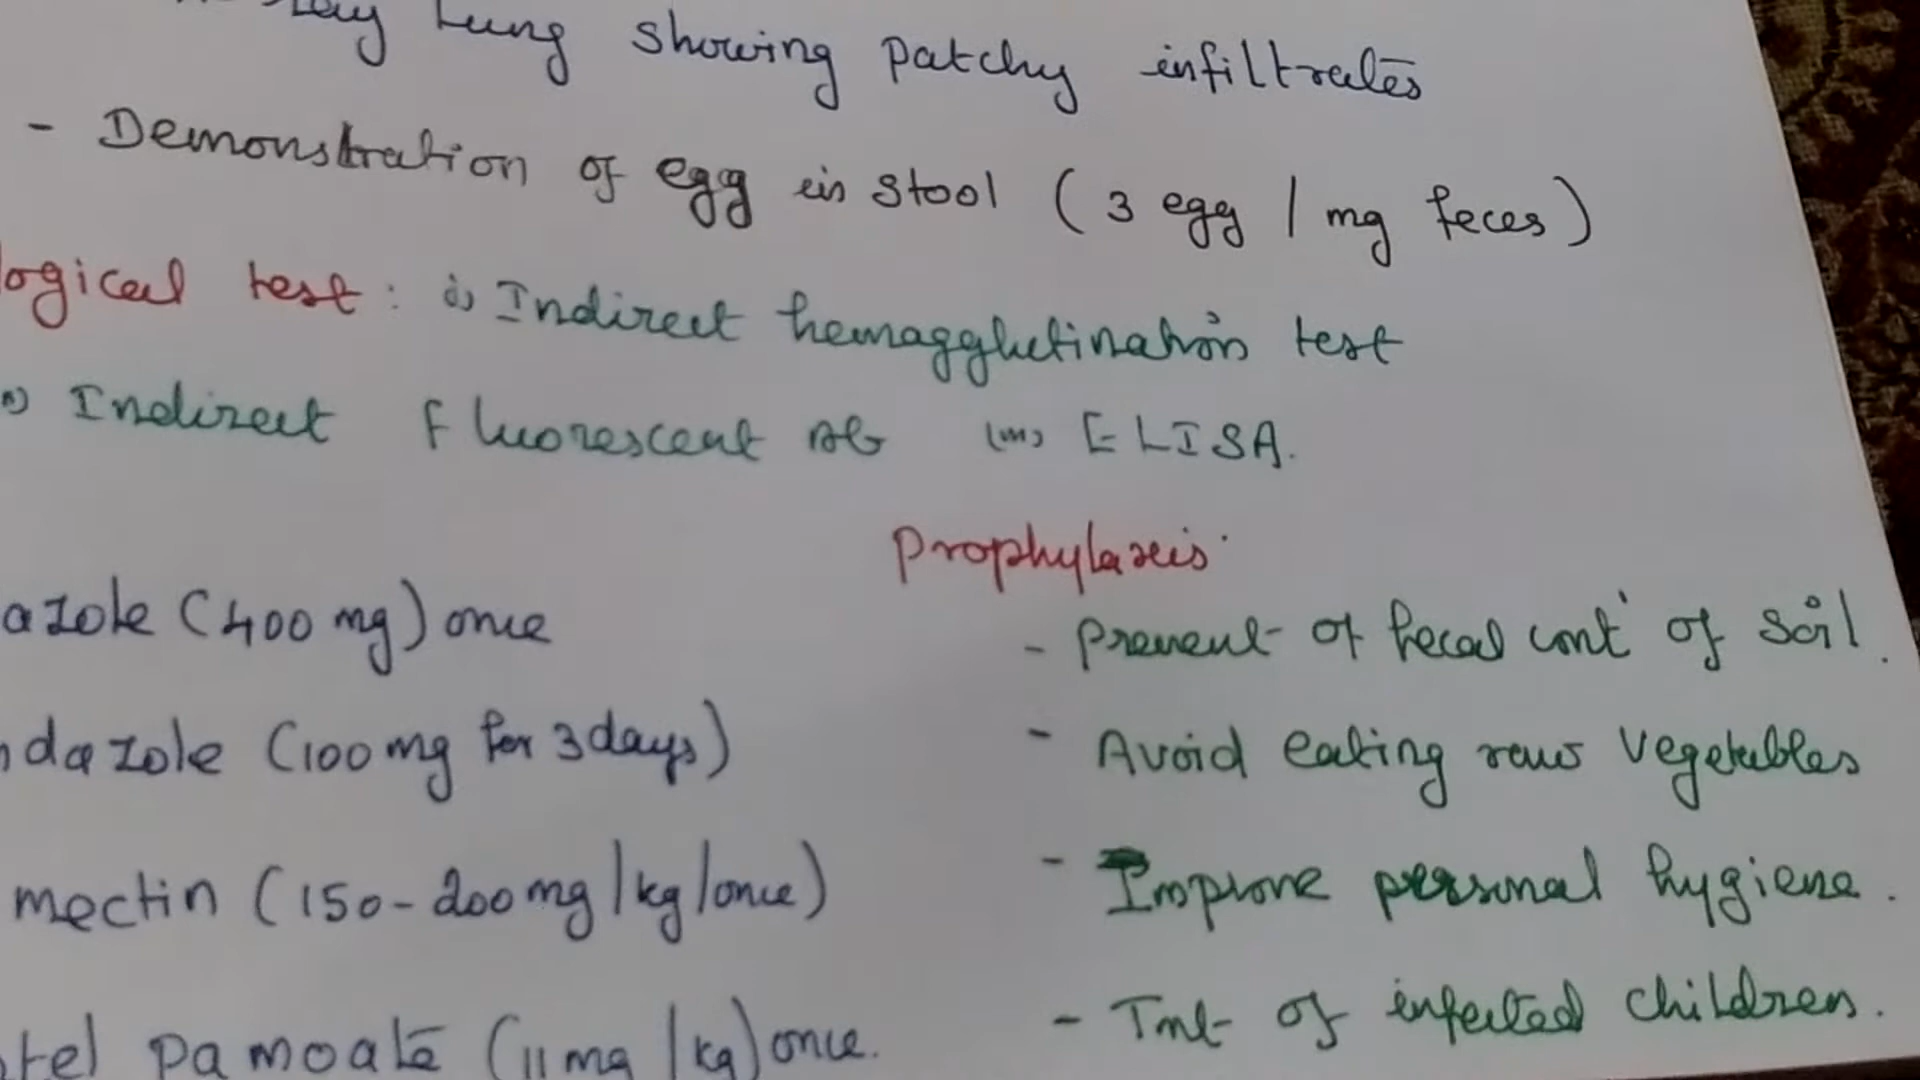 Lung showing Patchy infiltrates
- Demonstration of egg in stool (3 egg / mg feces)
logical test: i) Indirect hemagglutination test
ii) Indirect Fluorescent Ab (iii) ELISA.
Prophylaxis
azole (400 mg) once
- Prevent of fecal cont' of soil.
ndazole (100 mg for 3 days)
- Avoid eating raw vegetables
mectin (150-200 mg/kg/once)
- Improve personal hygiene.
tel pamoate (11 mg/kg) once.
- Tmt of infected children.